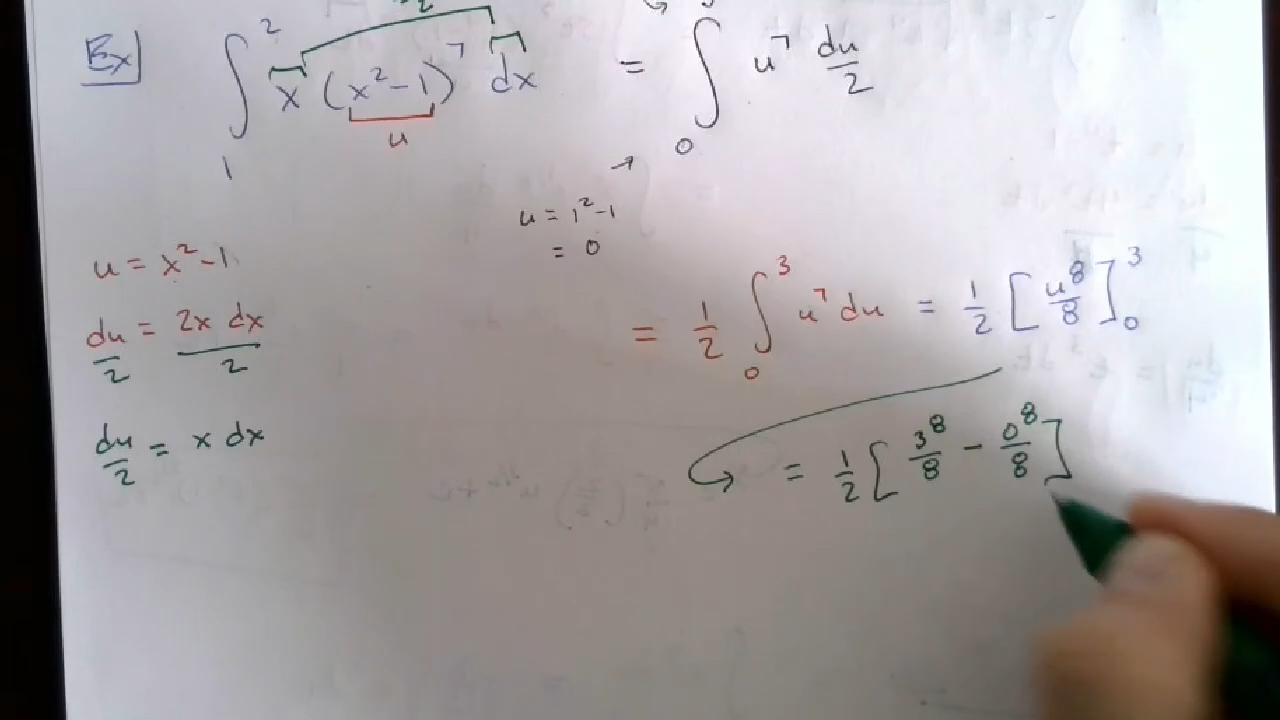 Ex ∫₁² x (x² - 1)⁷ dx = ∫₀ u⁷ du/2
u
u = 1² - 1
= 0
u = x² - 1
du/2 = 2x dx/2
= 1/2 ∫₀³ u⁷ du = 1/2 [u⁸/8]₀³
du/2 = x dx
= 1/2 [3⁸/8 - 0⁸/8]